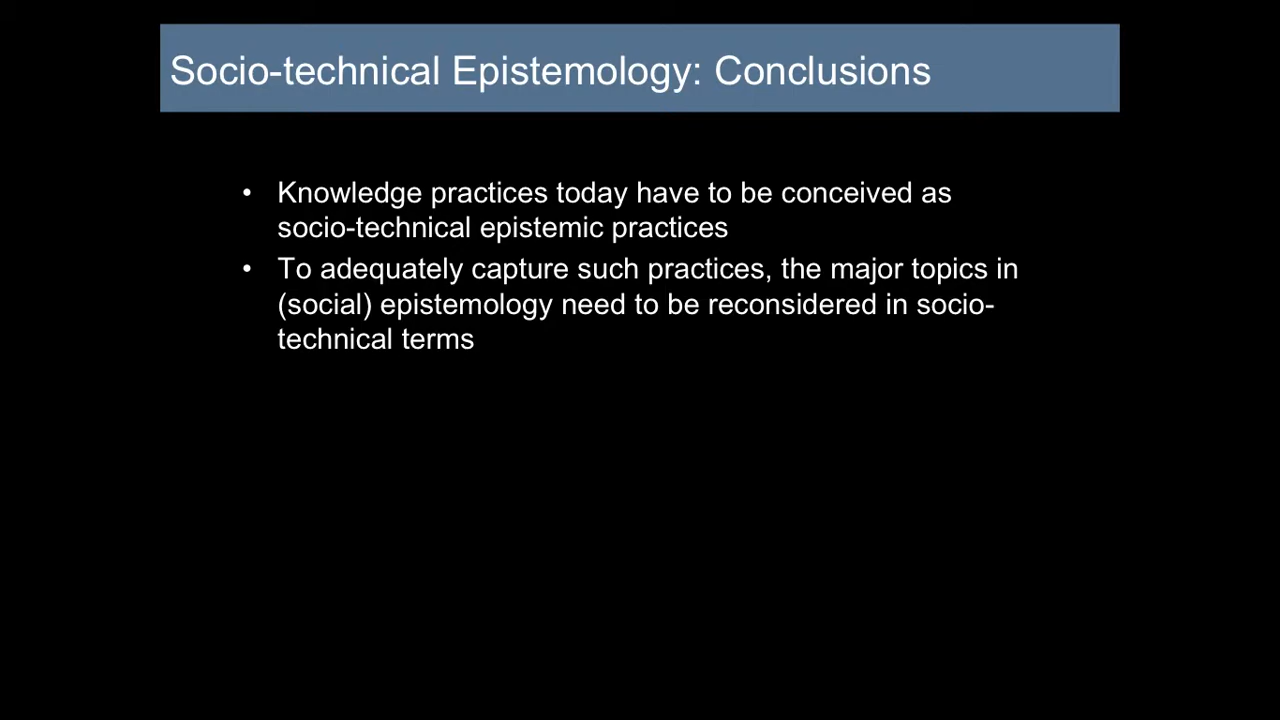 Socio-technical Epistemology: Conclusions
• Knowledge practices today have to be conceived as
socio-technical epistemic practices
• To adequately capture such practices, the major topics in
(social) epistemology need to be reconsidered in socio-
technical terms